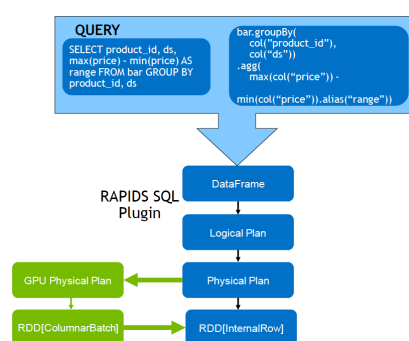 QUERY
SELECT product_id, ds,
max(price) – min(price) AS
range FROM bar GROUP BY
product_id, ds
bar.groupBy(
col(“product_id”),
col(“ds”))
.agg(
max(col(“price”)) -
min(col(“price”)).alias(“range”))
DataFrame
RAPIDS SQL
Plugin
Logical Plan
GPU Physical Plan
Physical Plan
RDD[ColumnarBatch]
RDD[InternalRow]